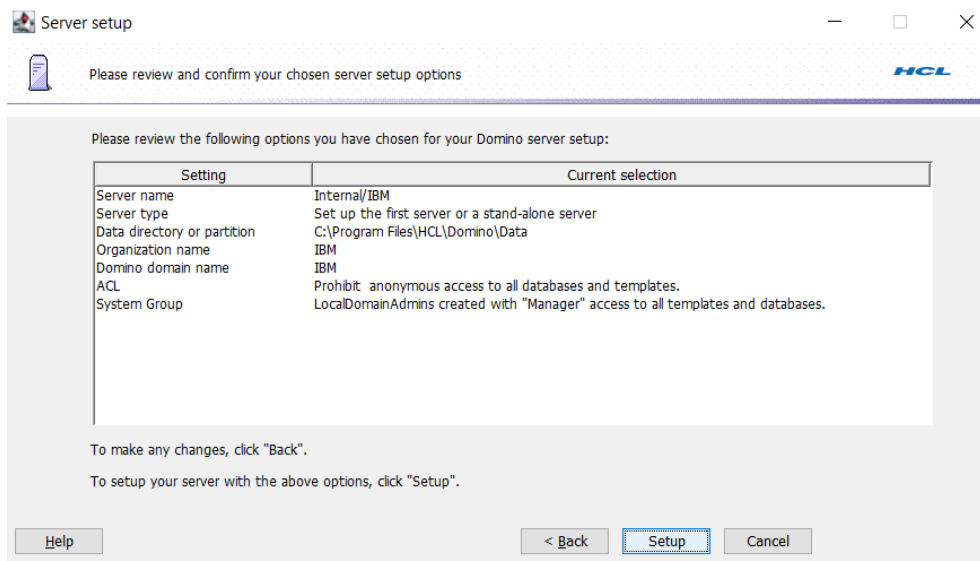 Server setup
Please review and confirm your chosen server setup options
HCL
Please review the following options you have chosen for your Domino server setup:
Setting Current selection
Server name Internal/IBM
Server type Set up the first server or a stand-alone server
Data directory or partition C:\Program Files\HCL\Domino\Data
Organization name IBM
Domino domain name IBM
ACL Prohibit  anonymous access to all databases and templates.
System Group LocalDomainAdmins created with "Manager" access to all templates and databases.
To make any changes, click "Back".
To setup your server with the above options, click "Setup".
Help < Back Setup Cancel